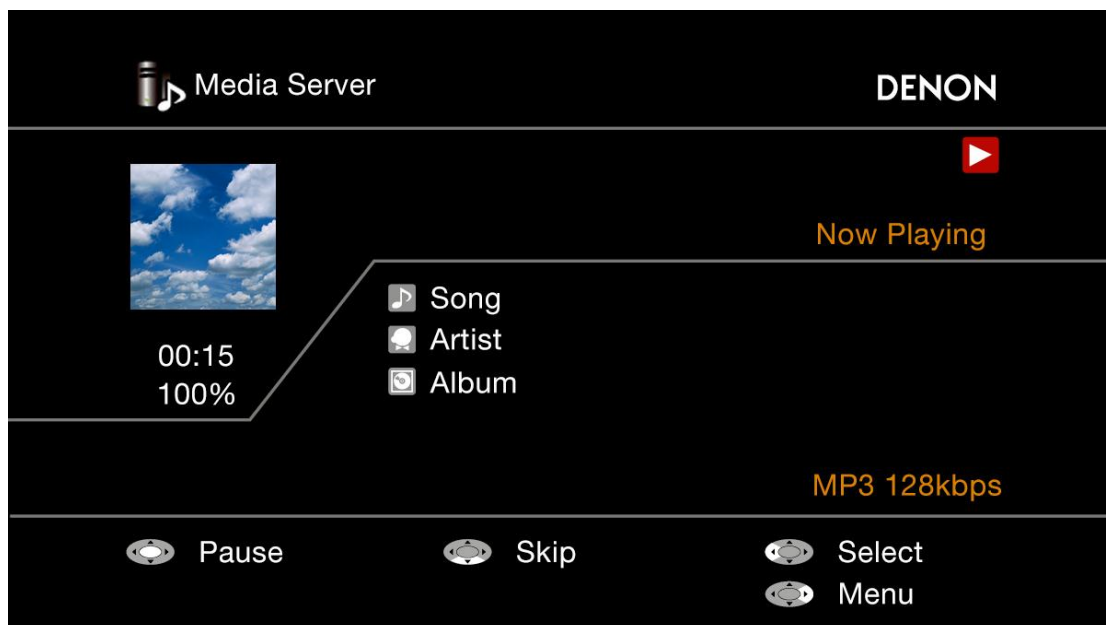 Media Server
DENON
Now Playing
Song
Artist
Album
00:15
100%
MP3 128kbps
Pause
Skip
Select
Menu